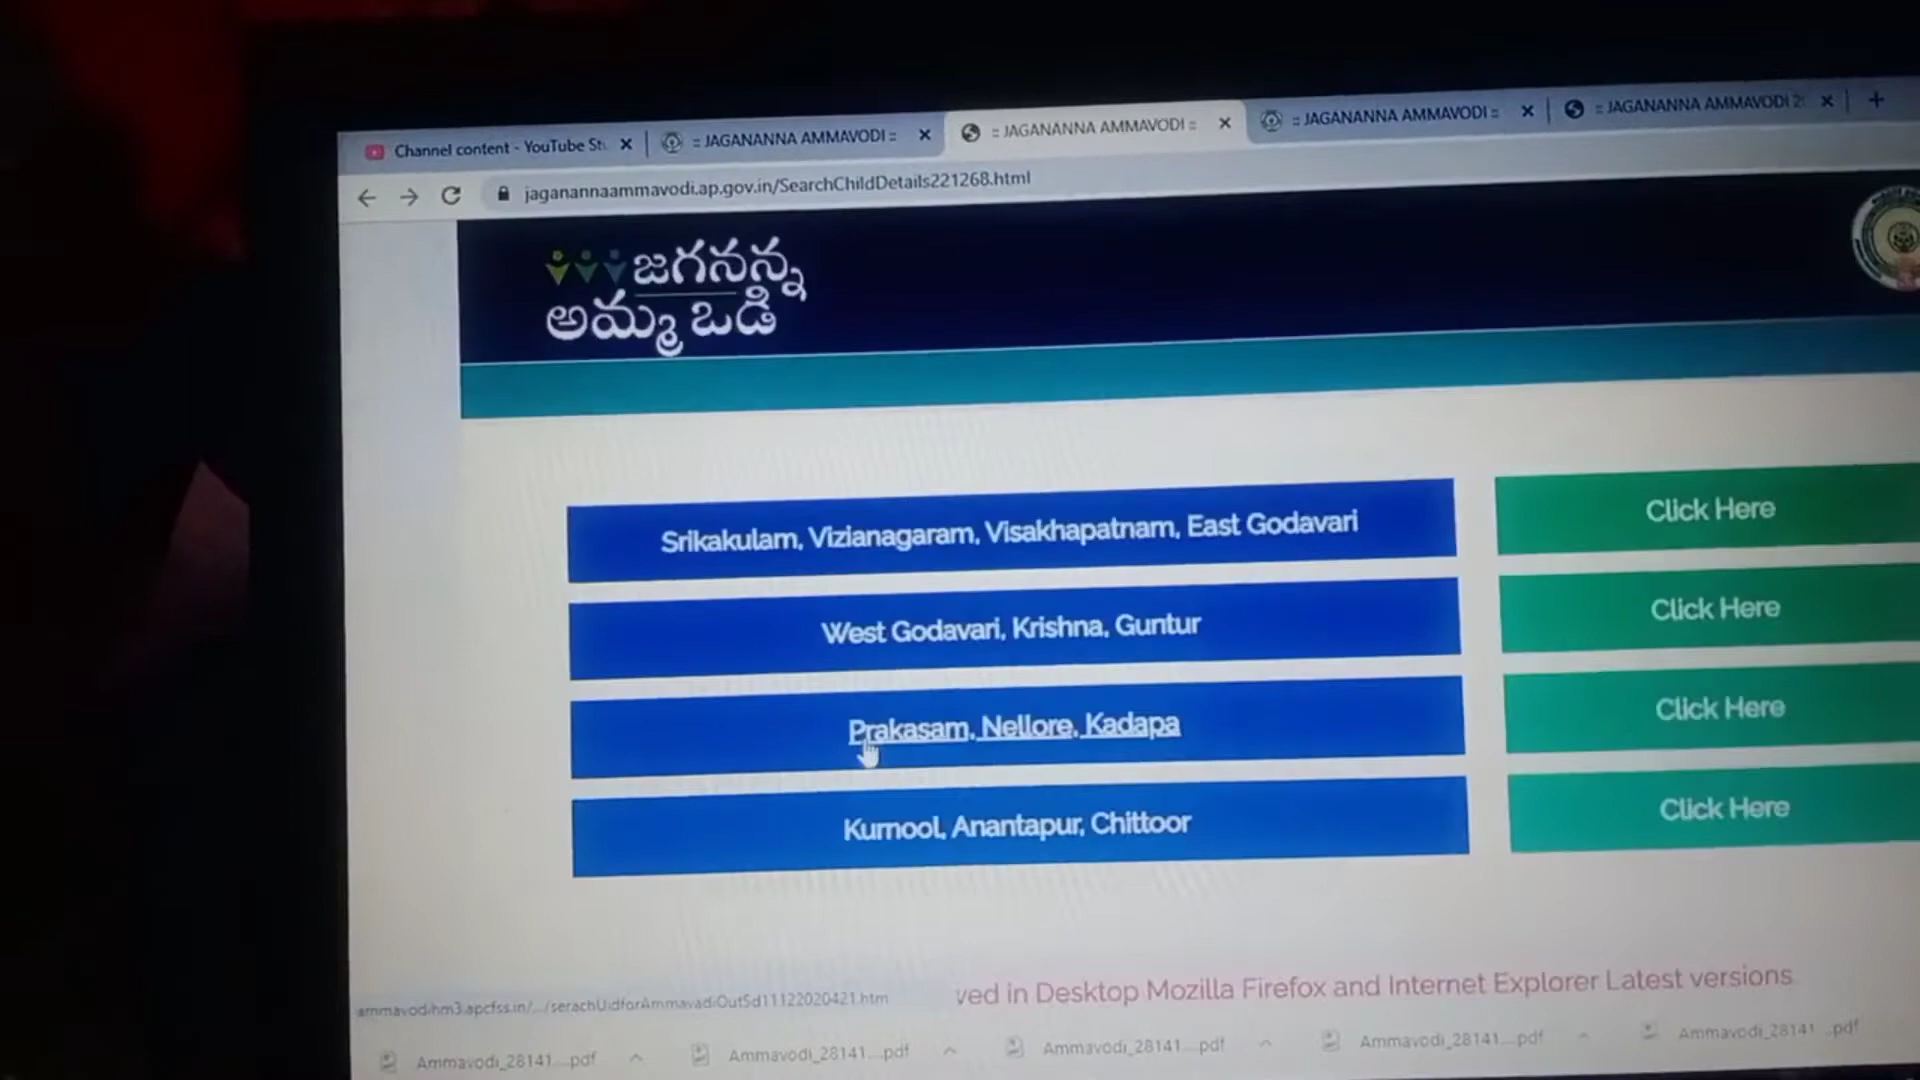 Channel content - YouTube St
:: JAGANANNA AMMAVODI ::
:: JAGANANNA AMMAVODI ::
:: JAGANANNA AMMAVODI ::
:: JAGANANNA AMMAVODI 2
jaganannaammavodi.ap.gov.in/SearchChildDetails221268.html
జగనన్న
అమ్మ ఒడి
Srikakulam, Vizianagaram, Visakhapatnam, East Godavari
Click Here
West Godavari, Krishna, Guntur
Click Here
Prakasam, Nellore, Kadapa
Click Here
Kurnool, Anantapur, Chittoor
Click Here
ved in Desktop Mozilla Firefox and Internet Explorer Latest versions
Ammavodi_28141....pdf
Ammavodi_28141....pdf
Ammavodi_28141....pdf
Ammavodi_28141....pdf
Ammavodi_28141....pdf